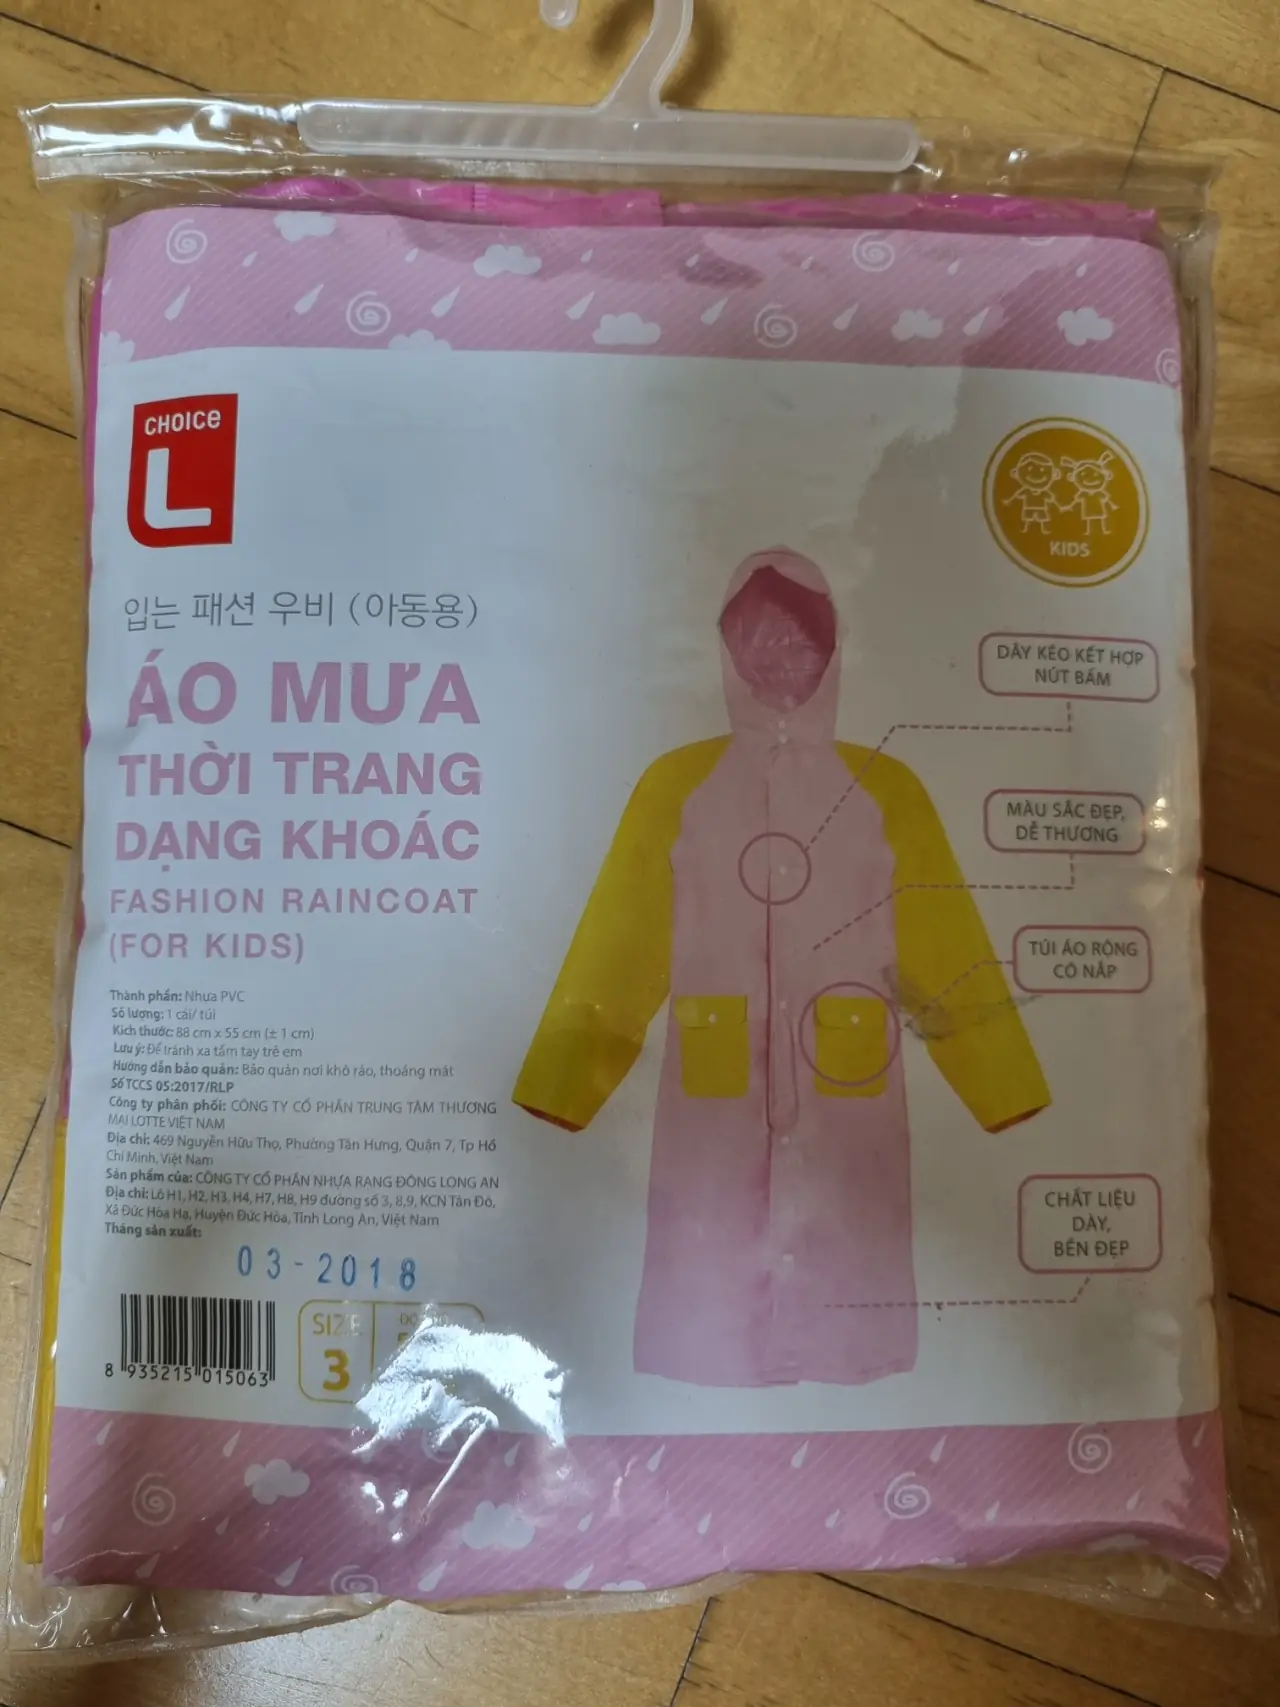 CHOICe
L
KIDS
입는 패션 우비 (아동용)
ÁO MƯA
THỜI TRANG
DẠNG KHOÁC
FASHION RAINCOAT
(FOR KIDS)
DÂY KÉO KẾT HỢP
NÚT BẤM
MÀU SẮC ĐẸP,
DỄ THƯƠNG
TÚI ÁO RỘNG
CÓ NẮP
CHẤT LIỆU
DÀY,
BỀN ĐẸP
Thành phần: Nhựa PVC
Số lượng: 1 cái/ túi
Kích thước: 88 cm x 55 cm (± 1 cm)
Lưu ý: Để tránh xa tầm tay trẻ em
Hướng dẫn bảo quản: Bảo quản nơi khô ráo, thoáng mát
Số TCCS 05:2017/RLP
Công ty phân phối: CÔNG TY CỔ PHẦN TRUNG TÂM THƯƠNG
MẠI LOTTE VIỆT NAM
Địa chỉ: 469 Nguyễn Hữu Thọ, Phường Tân Hưng, Quận 7, Tp Hồ
Chí Minh, Việt Nam
Sản phẩm của: CÔNG TY CỔ PHẦN NHỰA RẠNG ĐÔNG LONG AN
Địa chỉ: Lô H1, H2, H3, H4, H7, H8, H9 đường số 3, 8,9, KCN Tân Đô,
Xã Đức Hòa Hạ, Huyện Đức Hòa, Tỉnh Long An, Việt Nam
Tháng sản xuất:
03-2018
8 935215 015063
SIZE
3